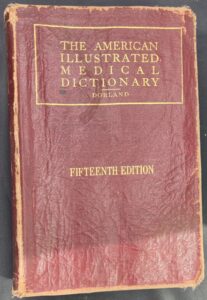 THE AMERICAN
ILLUSTRATED
MEDICAL
DICTIONARY
DORLAND
FIFTEENTH EDITION